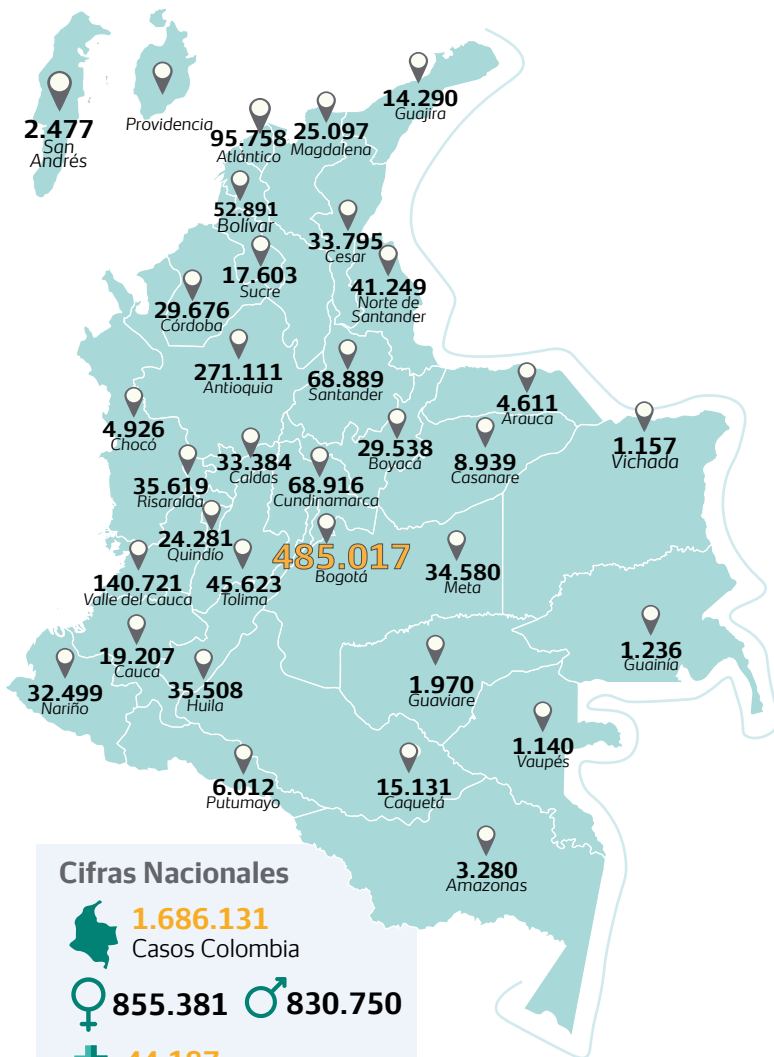 2.477
San
Andrés
Providencia
95.758
Atlántico
25.097
Magdalena
14.290
Guajira
52.891
Bolívar
33.795
Cesar
17.603
Sucre
41.249
Norte de
Santander
29.676
Córdoba
271.111
Antioquia
68.889
Santander
4.611
Arauca
4.926
Chocó
29.538
Boyacá
8.939
Casanare
1.157
Vichada
35.619
Risaralda
33.384
Caldas
68.916
Cundinamarca
24.281
Quindío
485.017
Bogotá
140.721
Valle del Cauca
45.623
Tolima
34.580
Meta
19.207
Cauca
1.236
Guainía
32.499
Nariño
35.508
Huila
1.970
Guaviare
1.140
Vaupés
6.012
Putumayo
15.131
Caquetá
3.280
Amazonas
Cifras Nacionales
1.686.131
Casos Colombia
855.381 830.750
44.187